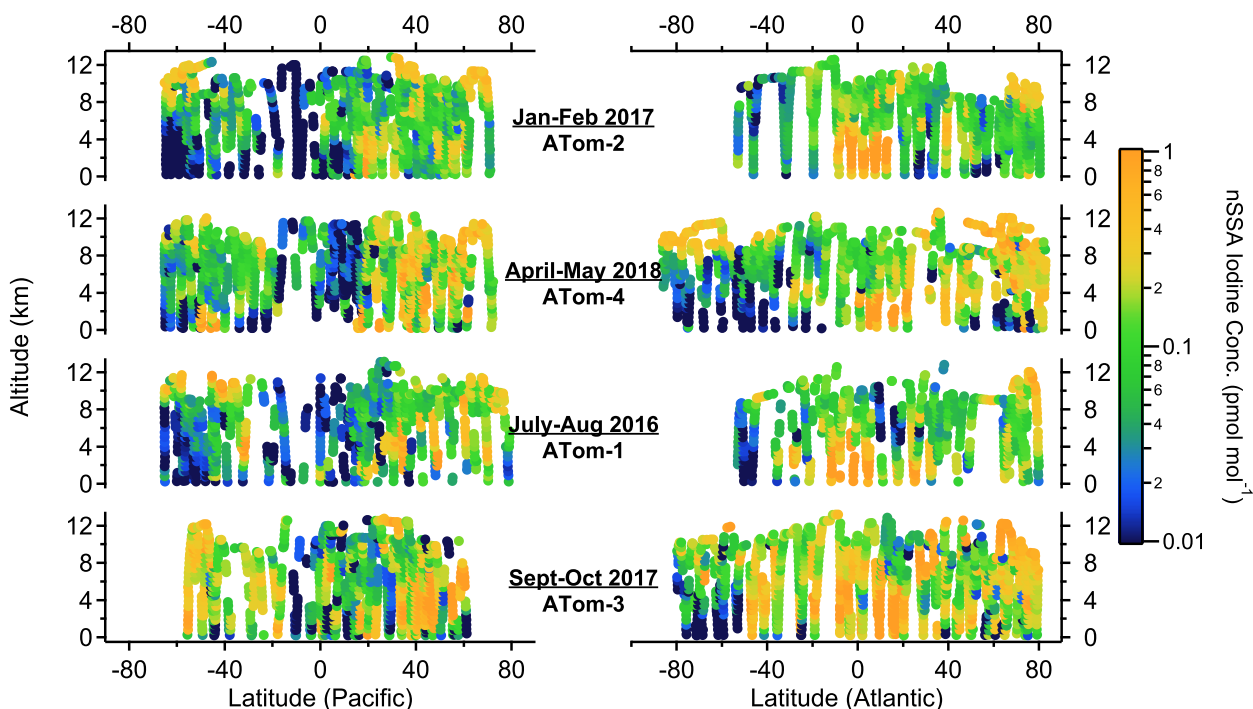 -80 -40 0 40 80 -80 -40 0 40 80
12 12
8 8
4 4
0 0
Jan-Feb 2017
ATom-2
12 12
8 8
4 4
0 0
April-May 2018
ATom-4
12 12
8 8
4 4
0 0
July-Aug 2016
ATom-1
12 12
8 8
4 4
0 0
Sept-Oct 2017
ATom-3
-80 -40 0 40 80 -80 -40 0 40 80
Latitude (Pacific) Latitude (Atlantic)
Altitude (km)
1
8
6
4
2
0.1
8
6
4
2
0.01
nSSA Iodine Conc. (pmol mol⁻¹)